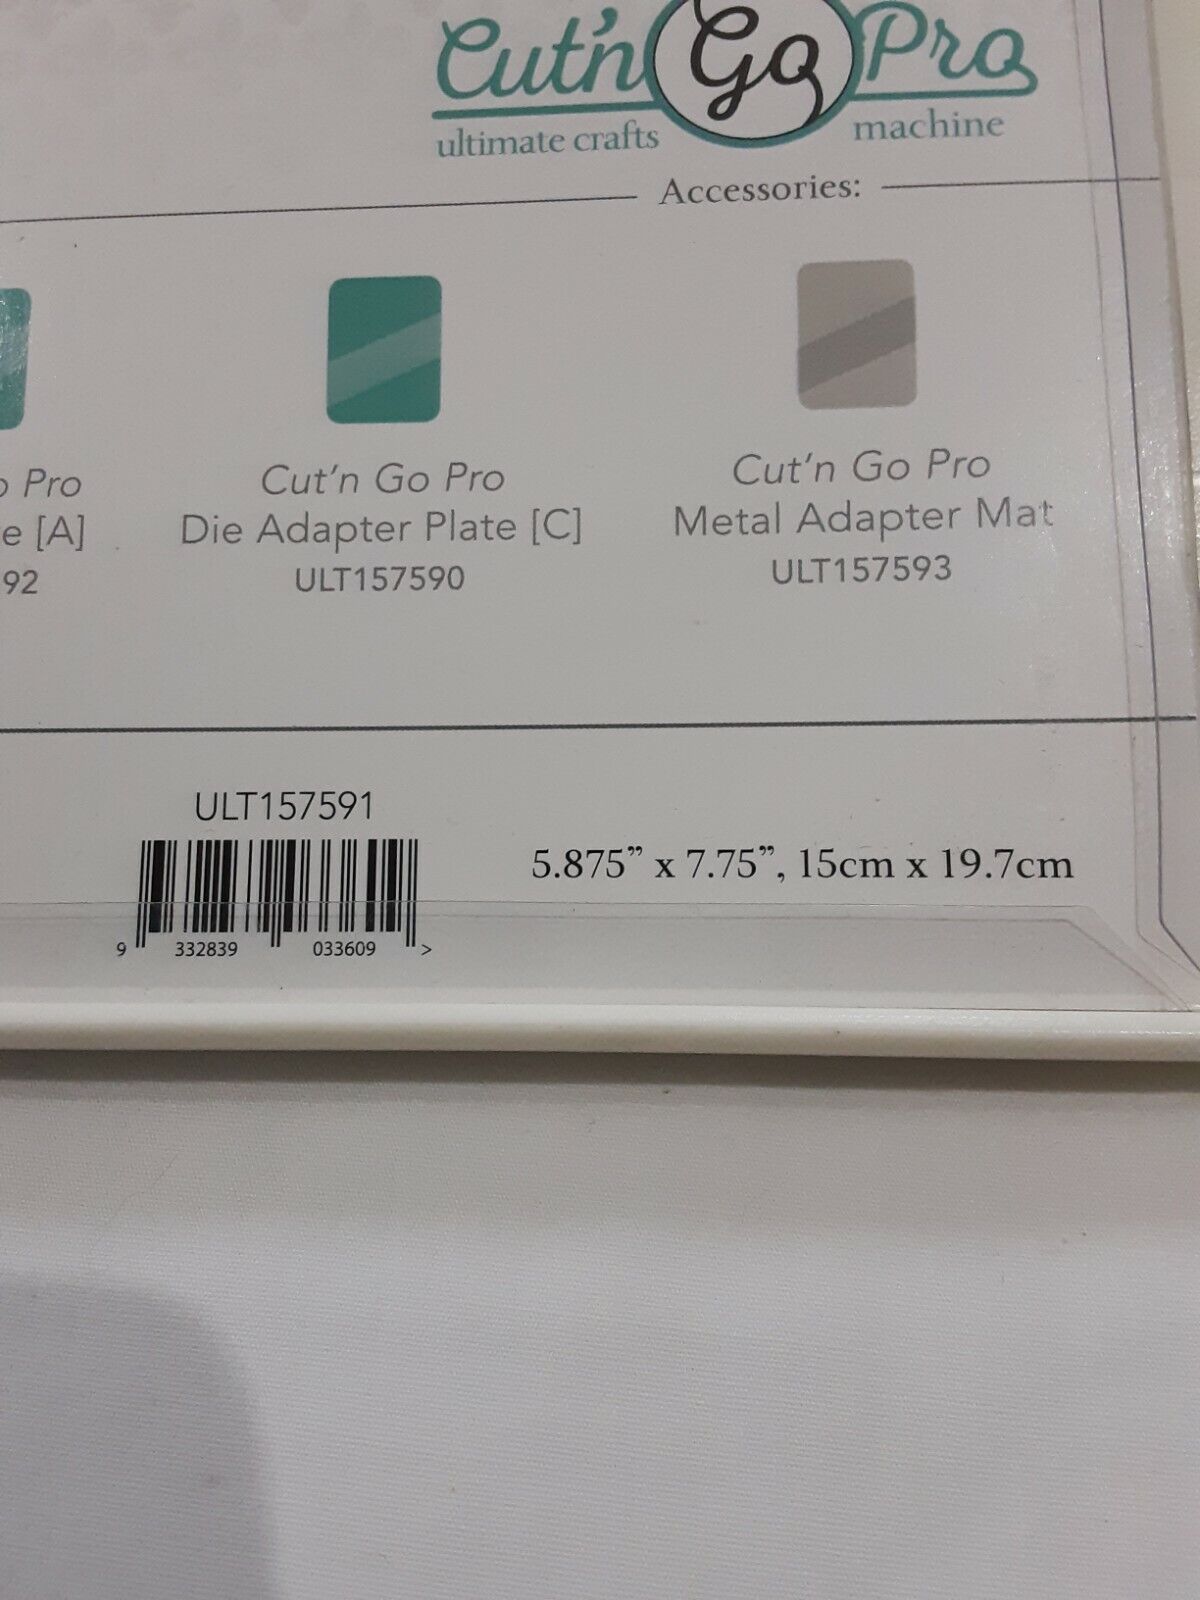 Cut'n Go Pro
ultimate crafts machine
Accessories:
Pro
[A]
92
Cut'n Go Pro
Die Adapter Plate [C]
ULT157590
Cut'n Go Pro
Metal Adapter Mat
ULT157593
ULT157591
9 332839 033609 >
5.875” x 7.75”, 15cm x 19.7cm